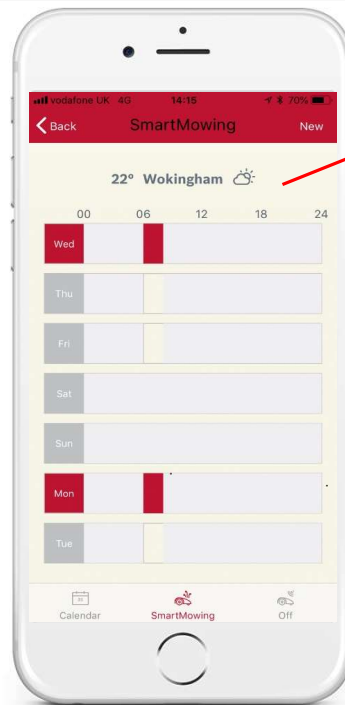 vodafone UK 4G 14:15 70%
Back SmartMowing New
22° Wokingham
00 06 12 18 24
Wed
Thu
Fri
Sat
Sun
Mon
Tue
Calendar SmartMowing Off